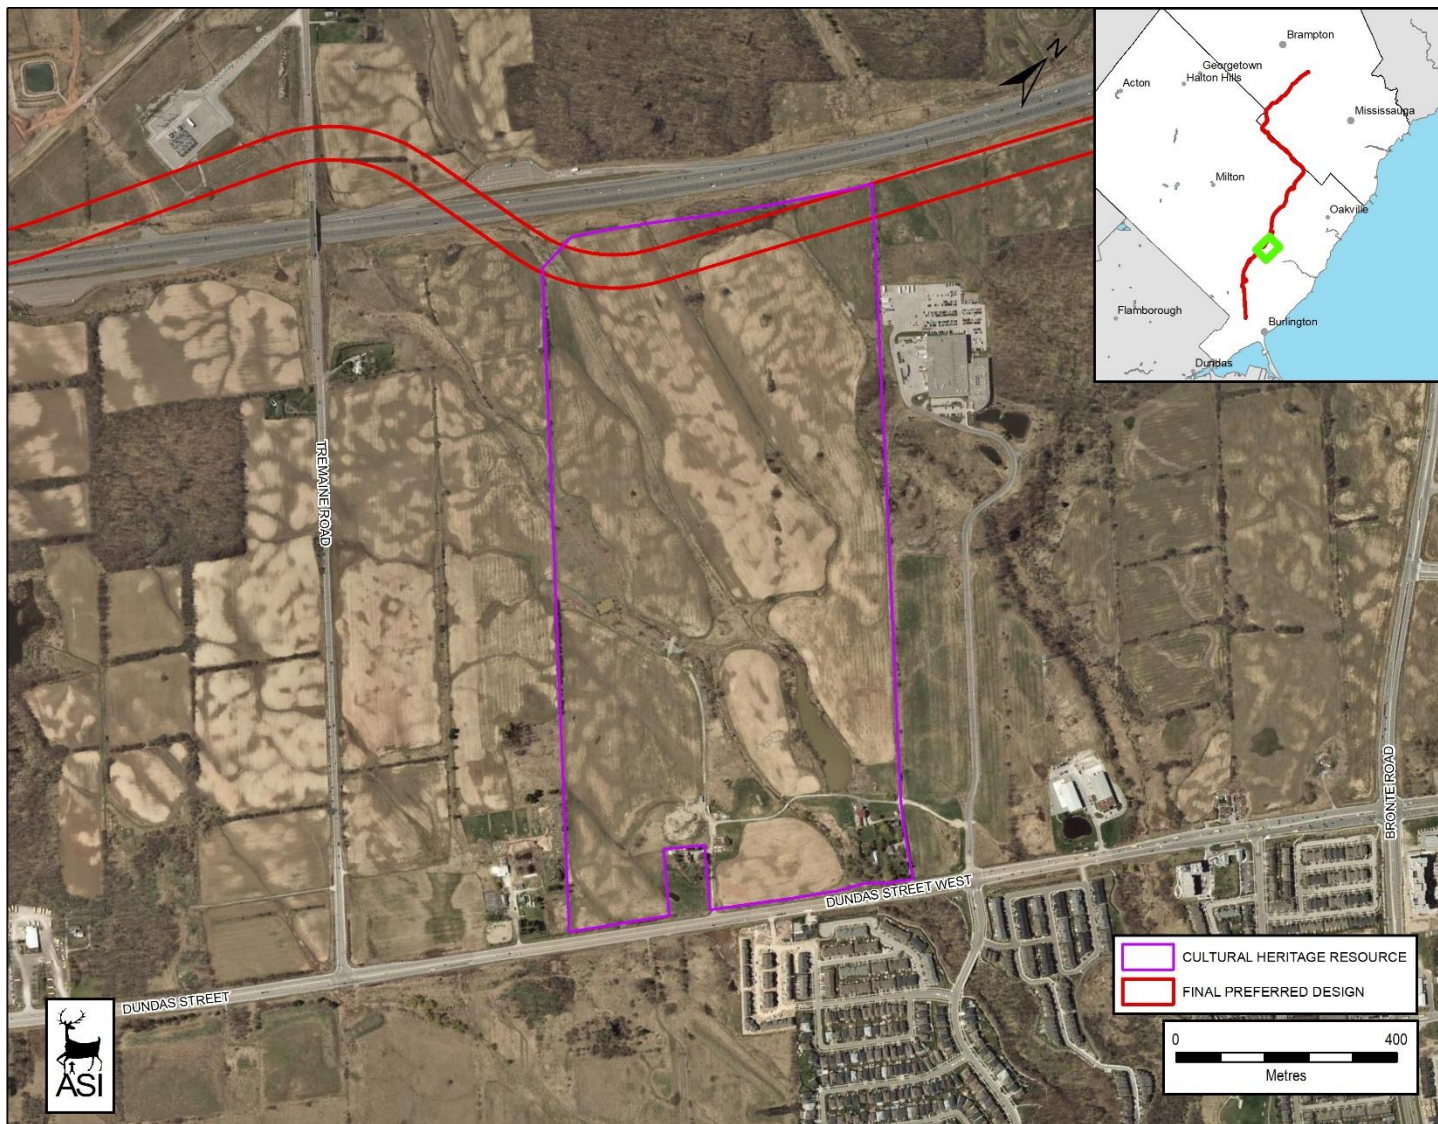 N
Brampton
Georgetown
Halton Hills
Acton
Mississauga
Milton
Oakville
Flamborough
Burlington
Dundas
TREMAINE ROAD
BRONTE ROAD
DUNDAS STREET WEST
DUNDAS STREET
CULTURAL HERITAGE RESOURCE
FINAL PREFERRED DESIGN
0 400
Metres
ASI